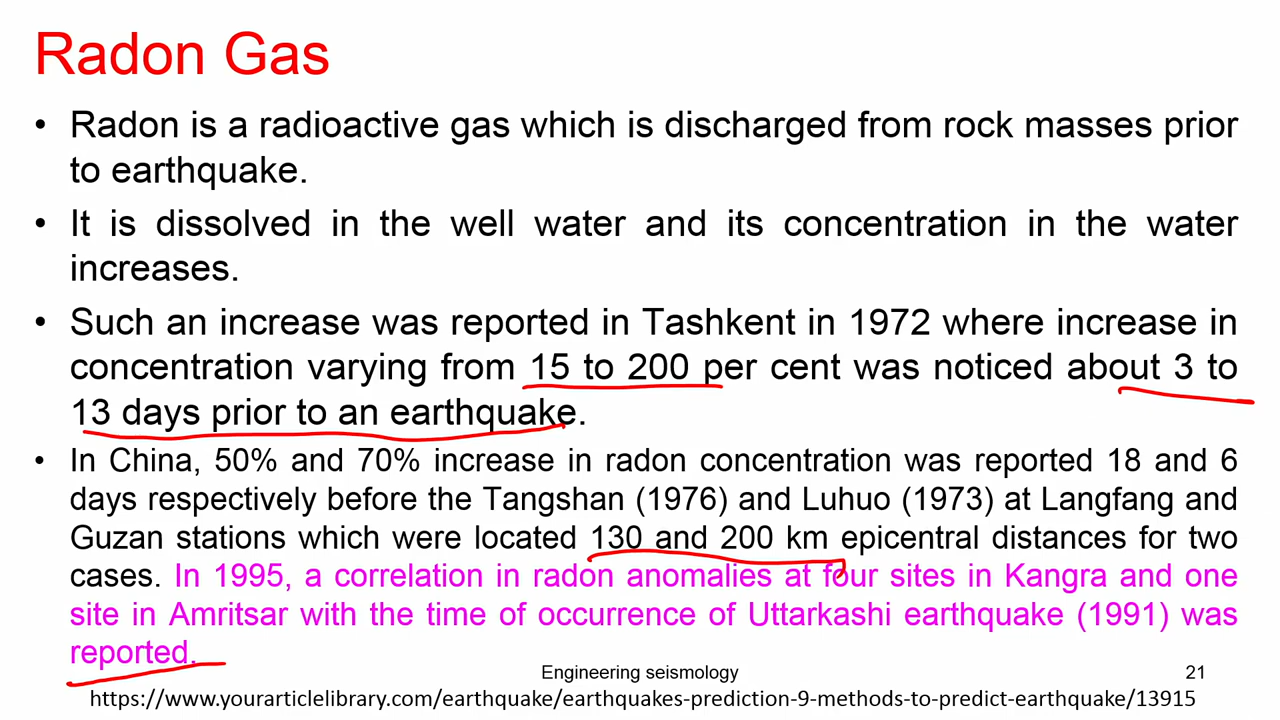 Radon Gas
• Radon is a radioactive gas which is discharged from rock masses prior
to earthquake.
• It is dissolved in the well water and its concentration in the water
increases.
• Such an increase was reported in Tashkent in 1972 where increase in
concentration varying from 15 to 200 per cent was noticed about 3 to
13 days prior to an earthquake.
• In China, 50% and 70% increase in radon concentration was reported 18 and 6
days respectively before the Tangshan (1976) and Luhuo (1973) at Langfang and
Guzan stations which were located 130 and 200 km epicentral distances for two
cases. In 1995, a correlation in radon anomalies at four sites in Kangra and one
site in Amritsar with the time of occurrence of Uttarkashi earthquake (1991) was
reported.
Engineering seismology 21
https://www.yourarticlelibrary.com/earthquake/earthquakes-prediction-9-methods-to-predict-earthquake/13915